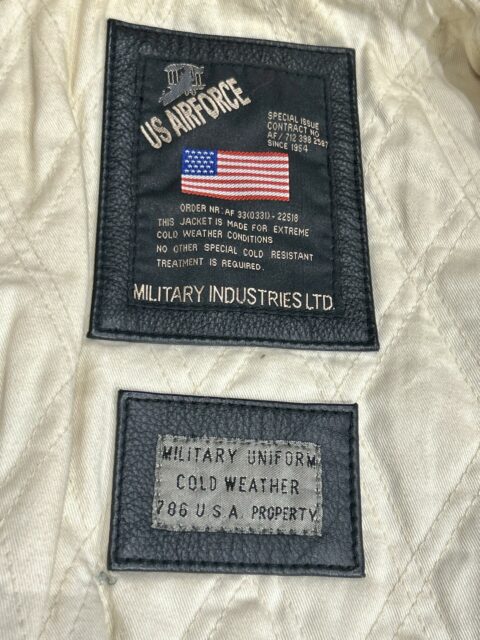 US AIRFORCE
SPECIAL ISSUE
CONTRACT NO
AF/712 398 2587
SINCE 1954
ORDER NR:AF 33(0331)-22518
THIS JACKET IS MADE FOR EXTREME
COLD WEATHER CONDITIONS
NO OTHER SPECIAL COLD RESISTANT
TREATMENT IS REQUIRED.
MILITARY INDUSTRIES LTD.
MILITARY UNIFORM
COLD WEATHER
786 U S A PROPERTY